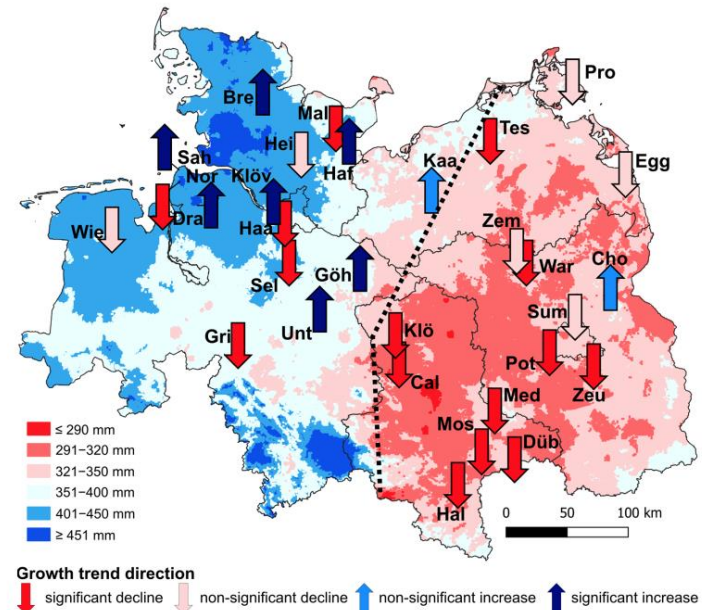 Pro
Bre
Mal
Tes
Hei
Sah
Kaa
Egg
Nor
Klöv
Haf
Dra
Wie
Haa
Zem
Sel
Göh
War
Cho
Sum
Gri
Unt
Klö
Pot
Cal
Med
Zeu
Mos
Düb
Hal
≤ 290 mm
291–320 mm
321–350 mm
351–400 mm
401–450 mm
≥ 451 mm
0 50 100 km
Growth trend direction
significant decline non-significant decline non-significant increase significant increase